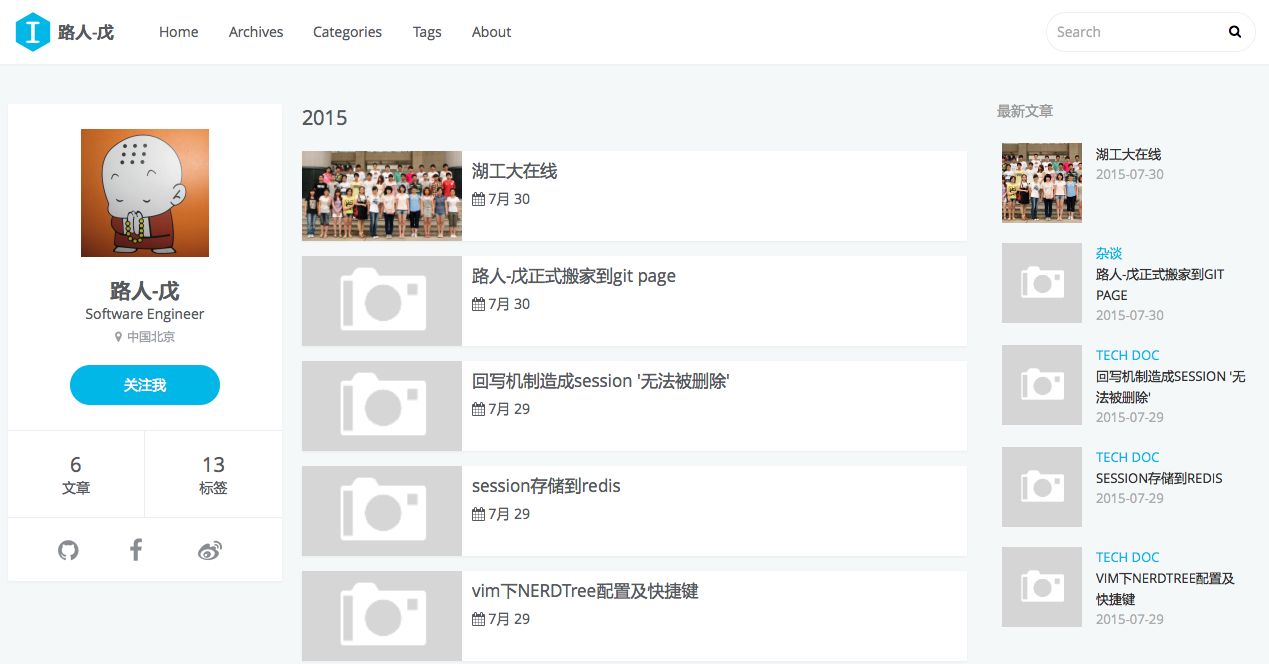 路人-戊
Home
Archives
Categories
Tags
About
Search
路人-戊
Software Engineer
中国北京
关注我
6
文章
13
标签
2015
湖工大在线
7月 30
路人-戊正式搬家到git page
7月 30
回写机制造成session '无法被删除'
7月 29
session存储到redis
7月 29
vim下NERDTree配置及快捷键
7月 29
最新文章
湖工大在线
2015-07-30
杂谈
路人-戊正式搬家到GIT
PAGE
2015-07-30
TECH DOC
回写机制造成SESSION '无
法被删除'
2015-07-29
TECH DOC
SESSION存储到REDIS
2015-07-29
TECH DOC
VIM下NERDTREE配置及
快捷键
2015-07-29